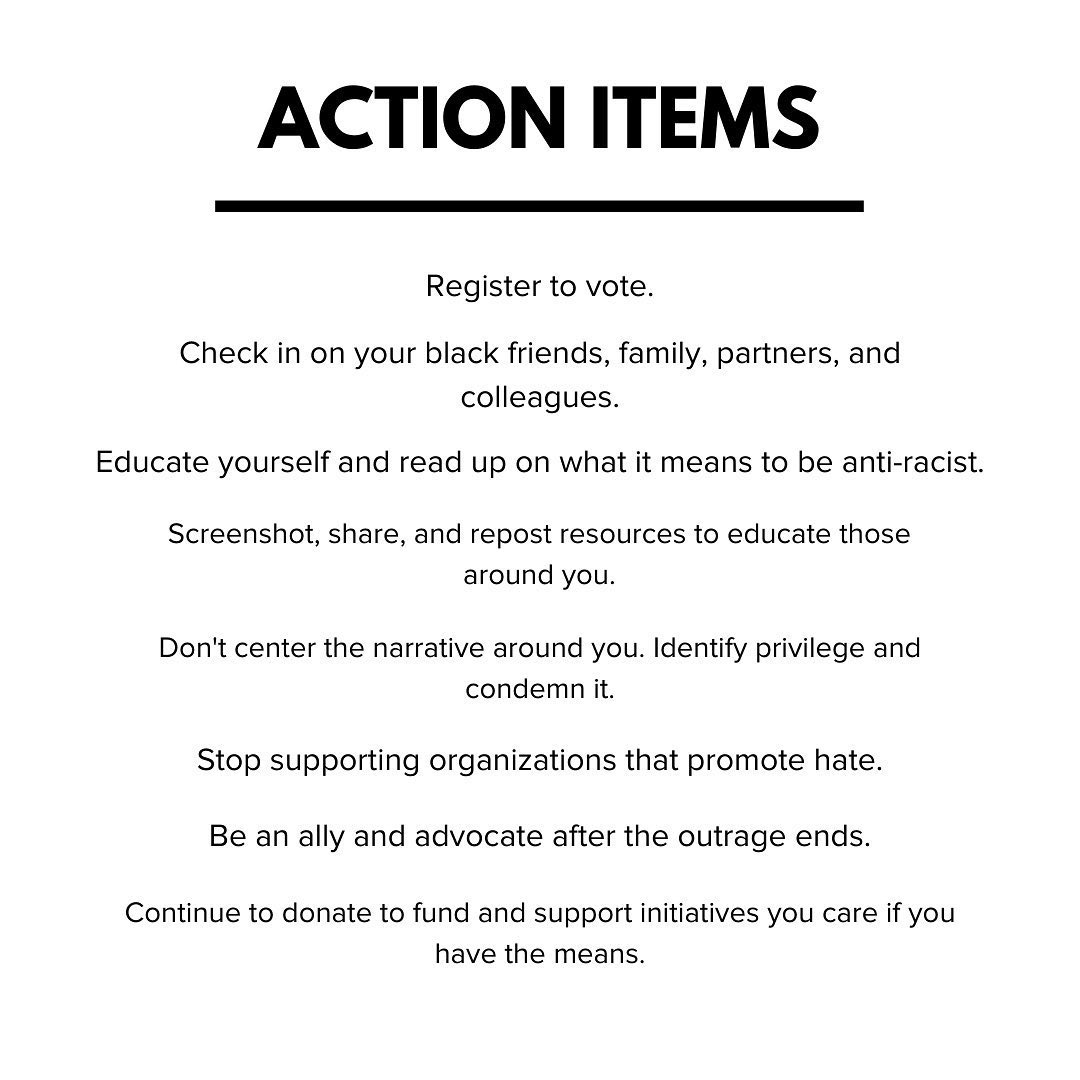 ACTION ITEMS
Register to vote.
Check in on your black friends, family, partners, and
colleagues.
Educate yourself and read up on what it means to be anti-racist.
Screenshot, share, and repost resources to educate those
around you.
Don't center the narrative around you. Identify privilege and
condemn it.
Stop supporting organizations that promote hate.
Be an ally and advocate after the outrage ends.
Continue to donate to fund and support initiatives you care if you
have the means.